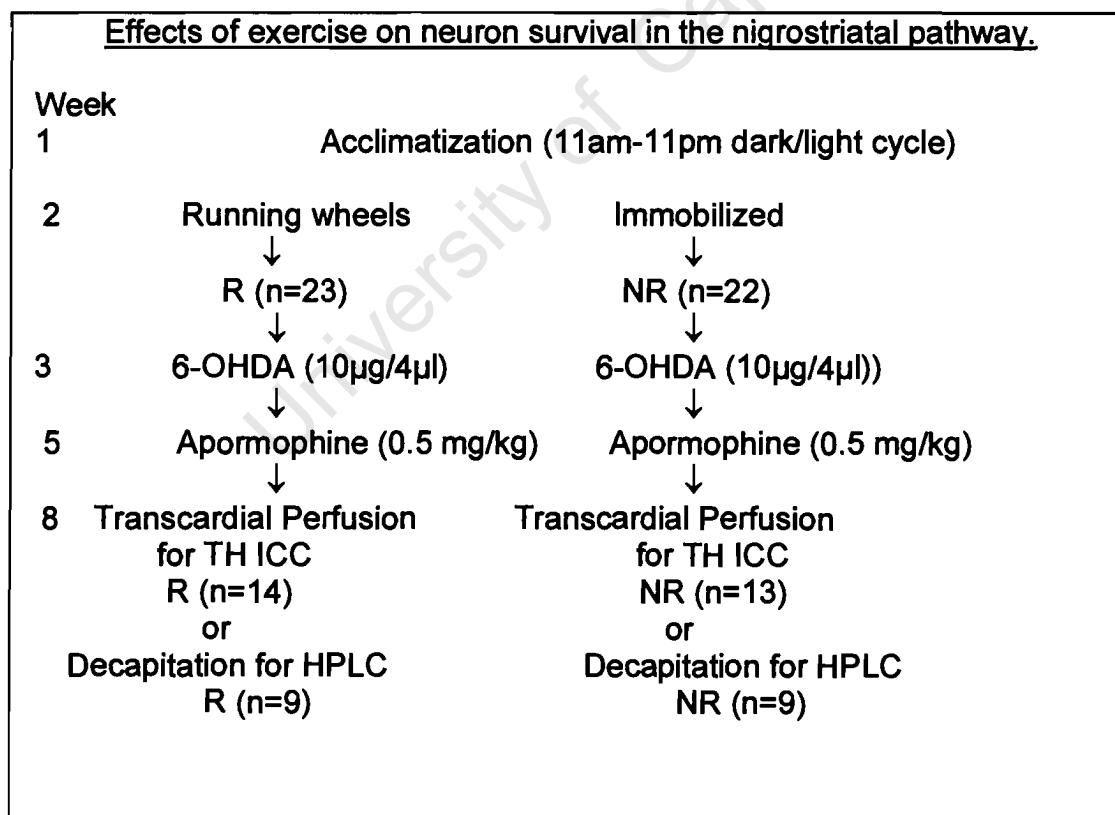 Effects of exercise on neuron survival in the nigrostriatal pathway.
Week
1 Acclimatization (11am-11pm dark/light cycle)
2 Running wheels Immobilized
↓ ↓
R (n=23) NR (n=22)
↓ ↓
3 6-OHDA (10µg/4µl) 6-OHDA (10µg/4µl))
↓ ↓
5 Apormophine (0.5 mg/kg) Apormophine (0.5 mg/kg)
↓ ↓
8 Transcardial Perfusion Transcardial Perfusion
for TH ICC for TH ICC
R (n=14) NR (n=13)
or or
Decapitation for HPLC Decapitation for HPLC
R (n=9) NR (n=9)
University of